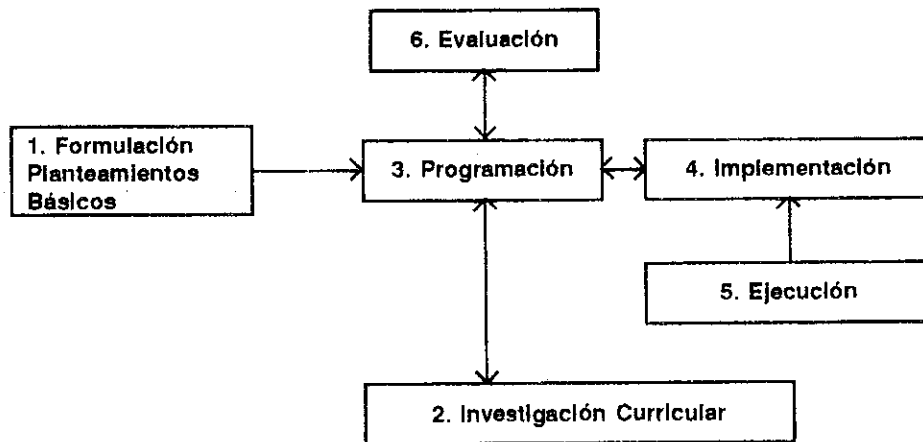 6. Evaluación
1. Formulación
Planteamientos
Básicos
3. Programación
4. Implementación
5. Ejecución
2. Investigación Curricular